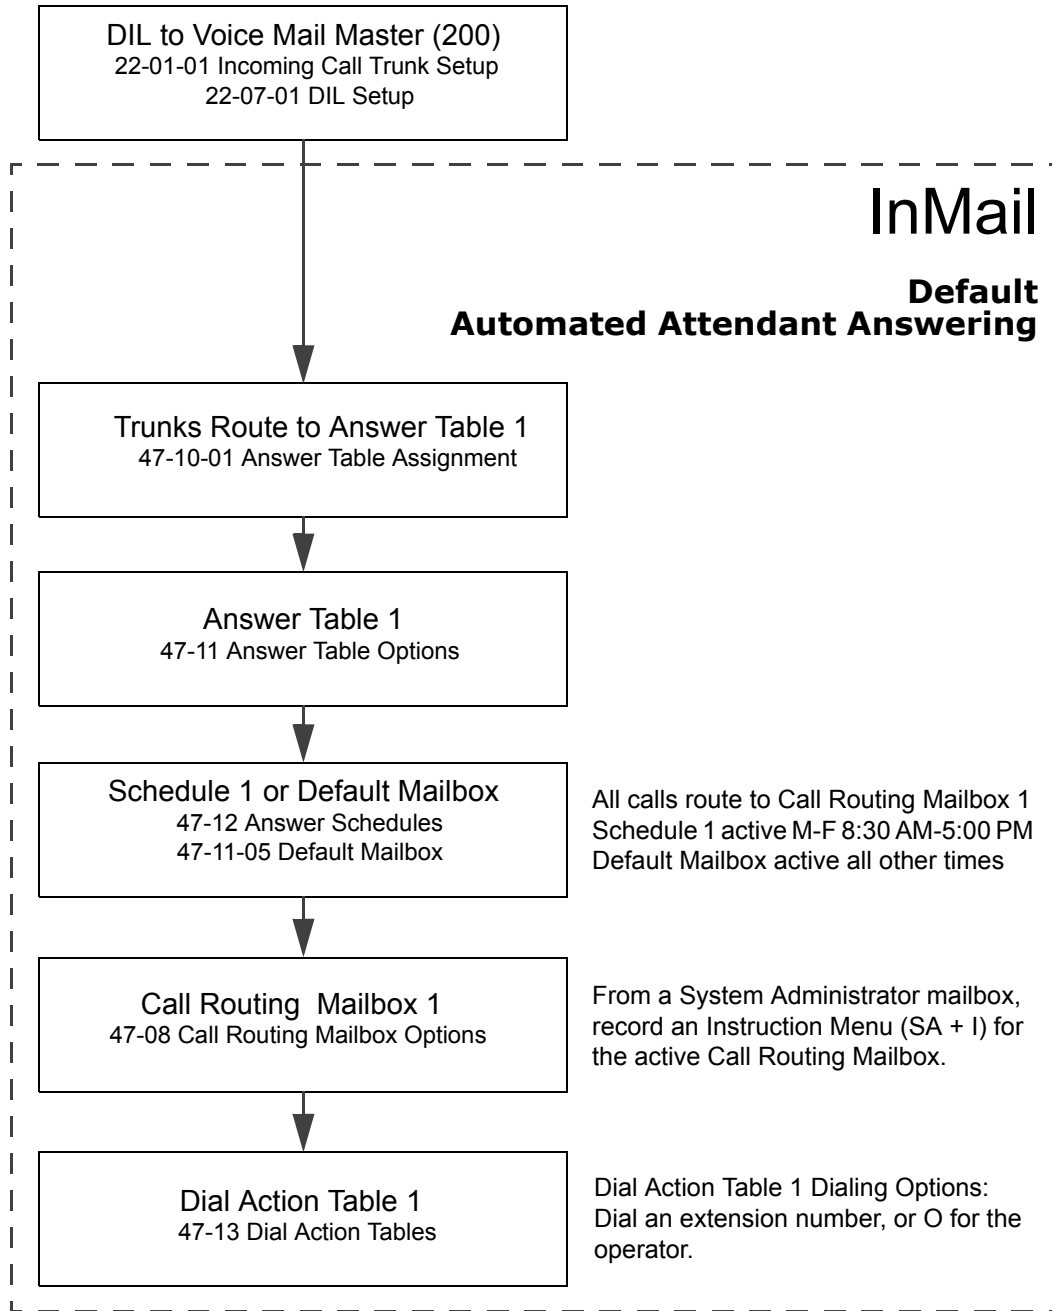 DIL to Voice Mail Master (200)
22-01-01 Incoming Call Trunk Setup
22-07-01 DIL Setup
InMail
Default
Automated Attendant Answering
Trunks Route to Answer Table 1
47-10-01 Answer Table Assignment
Answer Table 1
47-11 Answer Table Options
Schedule 1 or Default Mailbox
47-12 Answer Schedules
47-11-05 Default Mailbox
All calls route to Call Routing Mailbox 1
Schedule 1 active M-F 8:30 AM-5:00 PM
Default Mailbox active all other times
Call Routing Mailbox 1
47-08 Call Routing Mailbox Options
From a System Administrator mailbox,
record an Instruction Menu (SA + I) for
the active Call Routing Mailbox.
Dial Action Table 1
47-13 Dial Action Tables
Dial Action Table 1 Dialing Options:
Dial an extension number, or O for the
operator.